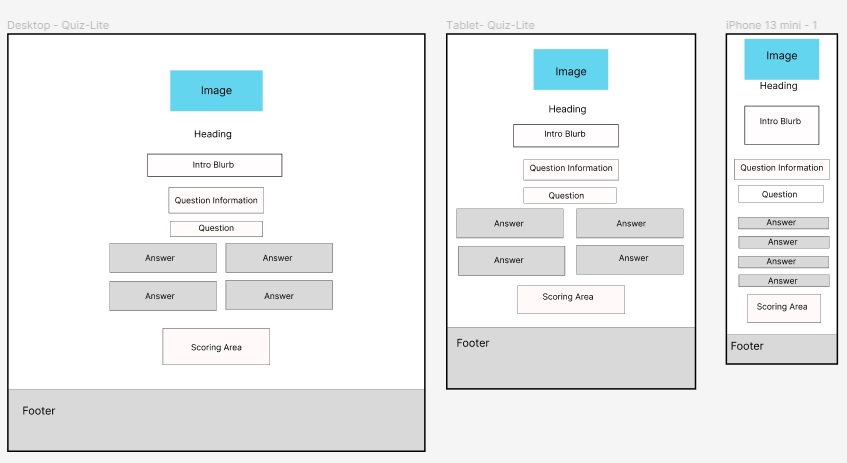 Desktop - Quiz-Lite
Image
Heading
Intro Blurb
Question Information
Question
Answer
Answer
Answer
Answer
Scoring Area
Footer
Tablet- Quiz-Lite
Image
Heading
Intro Blurb
Question Information
Question
Answer
Answer
Answer
Answer
Scoring Area
Footer
iPhone 13 mini - 1
Image
Heading
Intro Blurb
Question Information
Question
Answer
Answer
Answer
Answer
Scoring Area
Footer